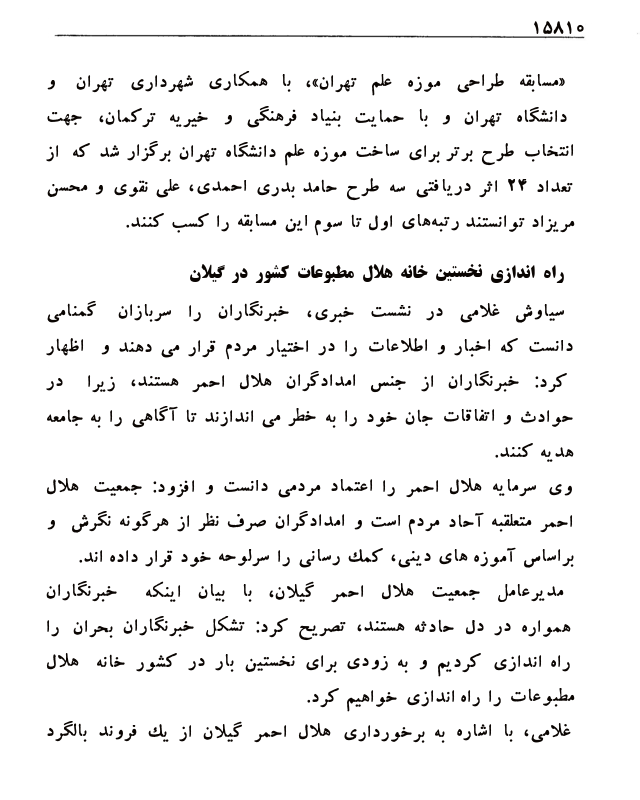 ۱۵۸۱۰
«مسابقه طراحی موزه علم تهران»، با همکاری شهرداری تهران و
دانشگاه تهران و با حمایت بنیاد فرهنگی و خیریه ترکمان، جهت
انتخاب طرح برتر برای ساخت موزه علم دانشگاه تهران برگزار شد که از
تعداد ۲۴ اثر دریافتی سه طرح حامد بدری احمدی، علی نقوی و محسن
مریزاد توانستند رتبه‌های اول تا سوم این مسابقه را کسب کنند.
راه اندازی نخستین خانه هلال مطبوعات کشور در گیلان
سیاوش غلامی در نشست خبری، خبرنگاران را سربازان گمنامی
دانست که اخبار و اطلاعات را در اختیار مردم قرار می دهند و اظهار
کرد: خبرنگاران از جنس امدادگران هلال احمر هستند، زیرا در
حوادث و اتفاقات جان خود را به خطر می اندازند تا آگاهی را به جامعه
هدیه کنند.
وی سرمایه هلال احمر را اعتماد مردمی دانست و افزود: جمعیت هلال
احمر متعلقبه آحاد مردم است و امدادگران صرف نظر از هرگونه نگرش و
براساس آموزه های دینی، کمك رسانی را سرلوحه خود قرار داده اند.
مدیرعامل جمعیت هلال احمر گیلان، با بیان اینکه خبرنگاران
همواره در دل حادثه هستند، تصریح کرد: تشکل خبرنگاران بحران را
راه اندازی کردیم و به زودی برای نخستین بار در کشور خانه هلال
مطبوعات را راه اندازی خواهیم کرد.
غلامی، با اشاره به برخورداری هلال احمر گیلان از یك فروند بالگرد